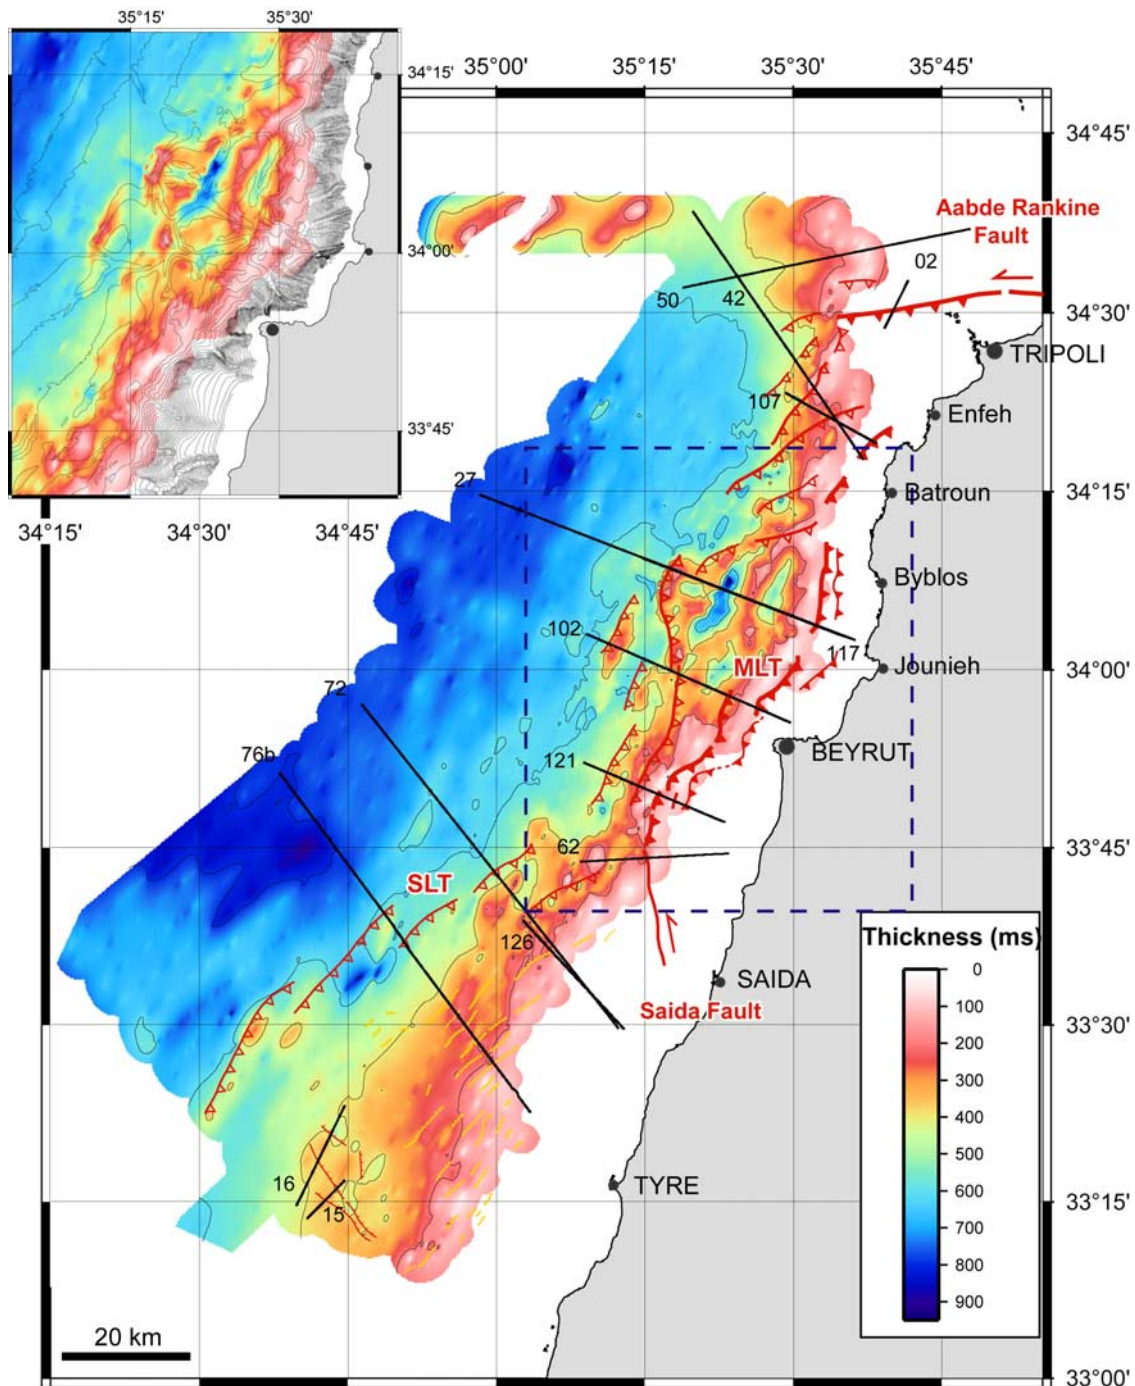 35°15'
35°30'
34°15'
34°00'
33°45'
35°00'
35°15'
35°30'
35°45'
34°45'
34°30'
34°15'
34°00'
33°45'
33°30'
33°15'
33°00'
34°15'
34°30'
34°45'
Aabde Rankine
Fault
02
50
42
TRIPOLI
107
Enfeh
27
Batroun
Byblos
102
MLT
117
Jounieh
72
76b
121
BEYRUT
62
SLT
126
SAIDA
Saida Fault
16
15
TYRE
20 km
Thickness (ms)
0
100
200
300
400
500
600
700
800
900